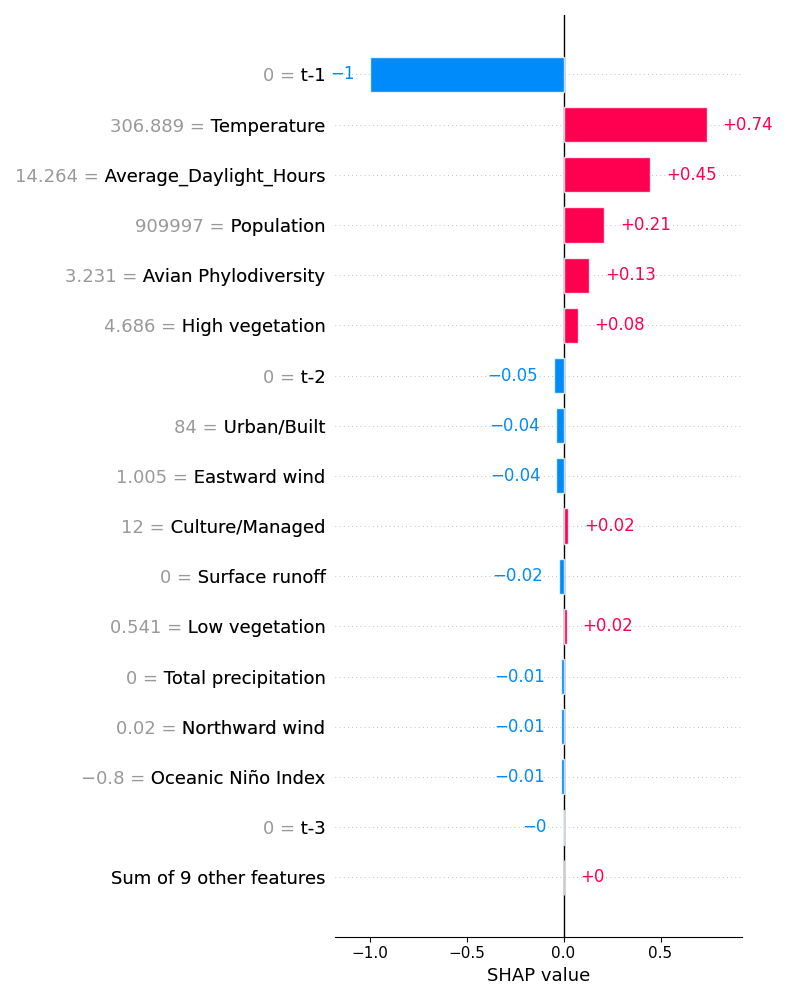 0 = t-1 −1
306.889 = Temperature +0.74
14.264 = Average_Daylight_Hours +0.45
909997 = Population +0.21
3.231 = Avian Phylodiversity +0.13
4.686 = High vegetation +0.08
0 = t-2 −0.05
84 = Urban/Built −0.04
1.005 = Eastward wind −0.04
12 = Culture/Managed +0.02
0 = Surface runoff −0.02
0.541 = Low vegetation +0.02
0 = Total precipitation −0.01
0.02 = Northward wind −0.01
−0.8 = Oceanic Niño Index −0.01
0 = t-3 −0
Sum of 9 other features +0
−1.0 −0.5 0.0 0.5
SHAP value